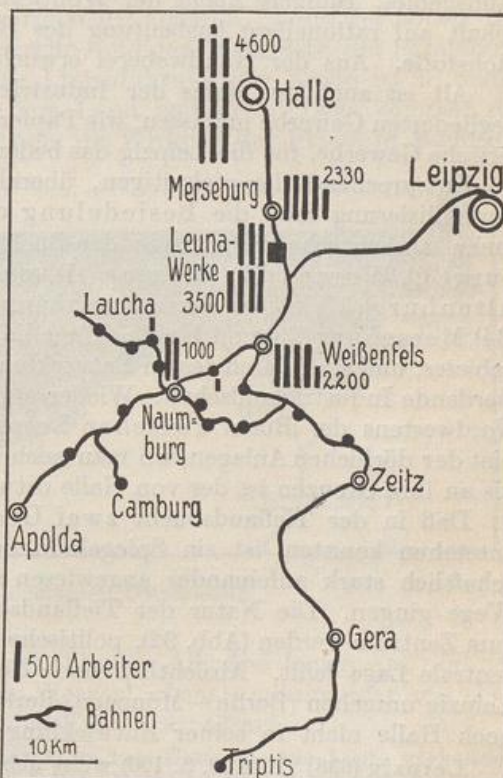 4600
Halle
2330
Leipzig
Merseburg
Leuna-
Werke
3500
Laucha
1000
Weißenfels
2200
Naum=
burg
Zeitz
Camburg
Apolda
500 Arbeiter
Gera
Bahnen
10 Km
Triptis